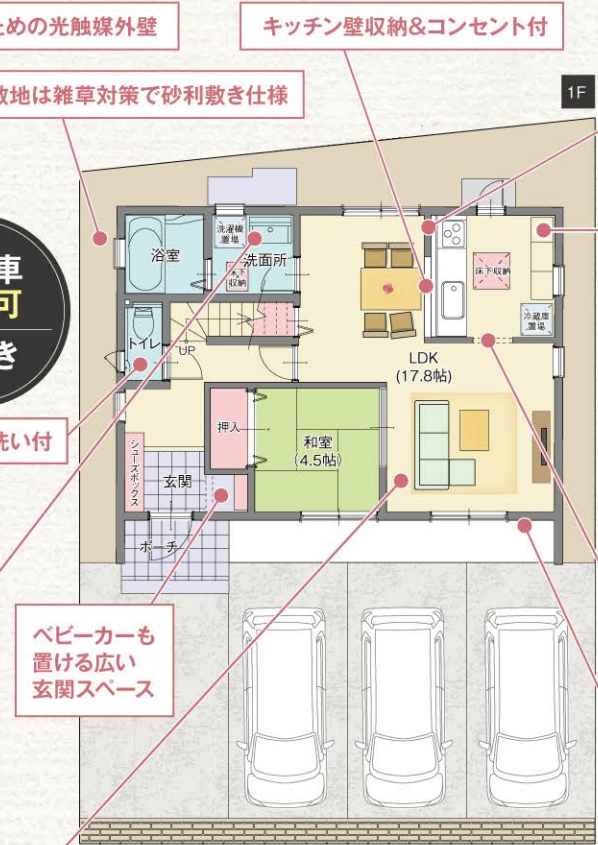 ための光触媒外壁
キッチン壁収納&コンセント付
敷地は雑草対策で砂利敷き仕様
1F
車
可
き
浴室
洗濯機
置場
洗面所
床下
収納
床下収納
冷蔵庫
置場
トイレ
UP
LDK
(17.8帖)
洗い付
押入
和室
(4.5帖)
シューズボックス
玄関
ポーチ
ベビーカーも
置ける広い
玄関スペース